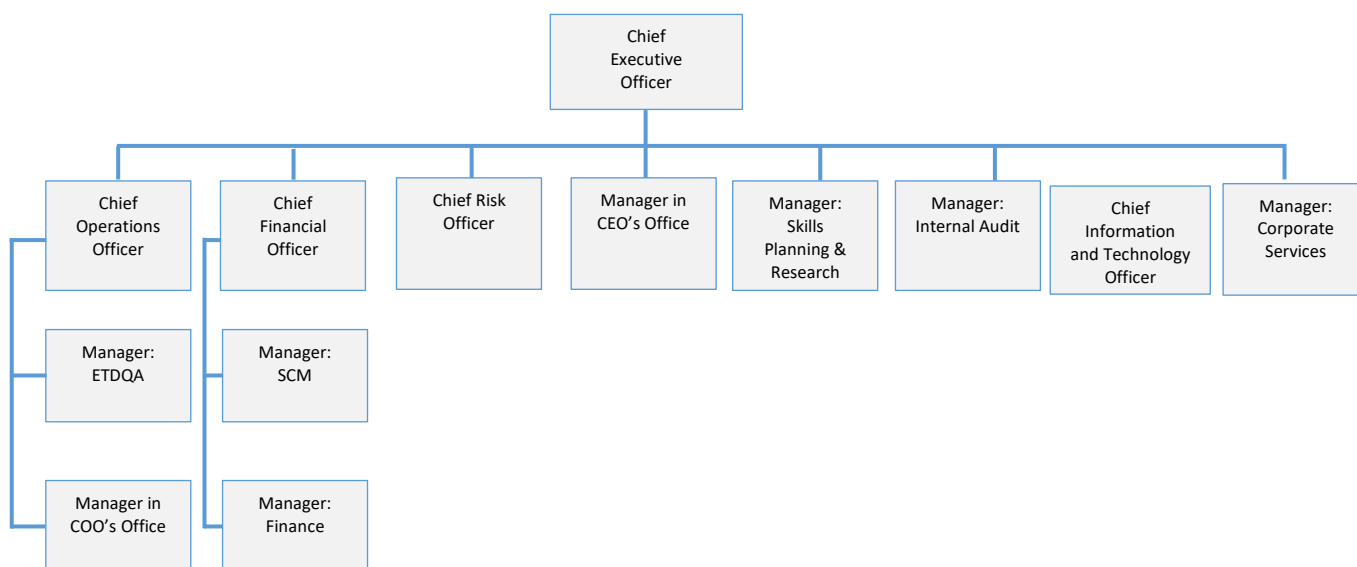 Chief
Executive
Officer
Chief
Operations
Officer
Chief
Financial
Officer
Chief Risk
Officer
Manager in
CEO’s Office
Manager:
Skills
Planning &
Research
Manager:
Internal Audit
Chief
Information
and Technology
Officer
Manager:
Corporate
Services
Manager:
ETDQA
Manager:
SCM
Manager in
COO’s Office
Manager:
Finance